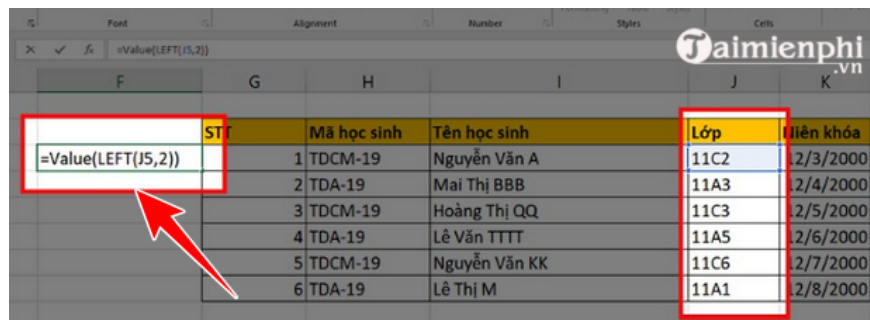 Font Alignment Number Styles Cells
Taimienphi
.vn
fx =Value(LEFT(J5,2))
F G H I J K
STT Mã học sinh Tên học sinh Lớp Niên khóa
=Value(LEFT(J5,2)) 1 TDCM-19 Nguyễn Văn A 11C2 12/3/2000
2 TDA-19 Mai Thị BBB 11A3 12/4/2000
3 TDCM-19 Hoàng Thị QQ 11C3 12/5/2000
4 TDA-19 Lê Văn TTTT 11A5 12/6/2000
5 TDCM-19 Nguyễn Văn KK 11C6 12/7/2000
6 TDA-19 Lê Thị M 11A1 12/8/2000